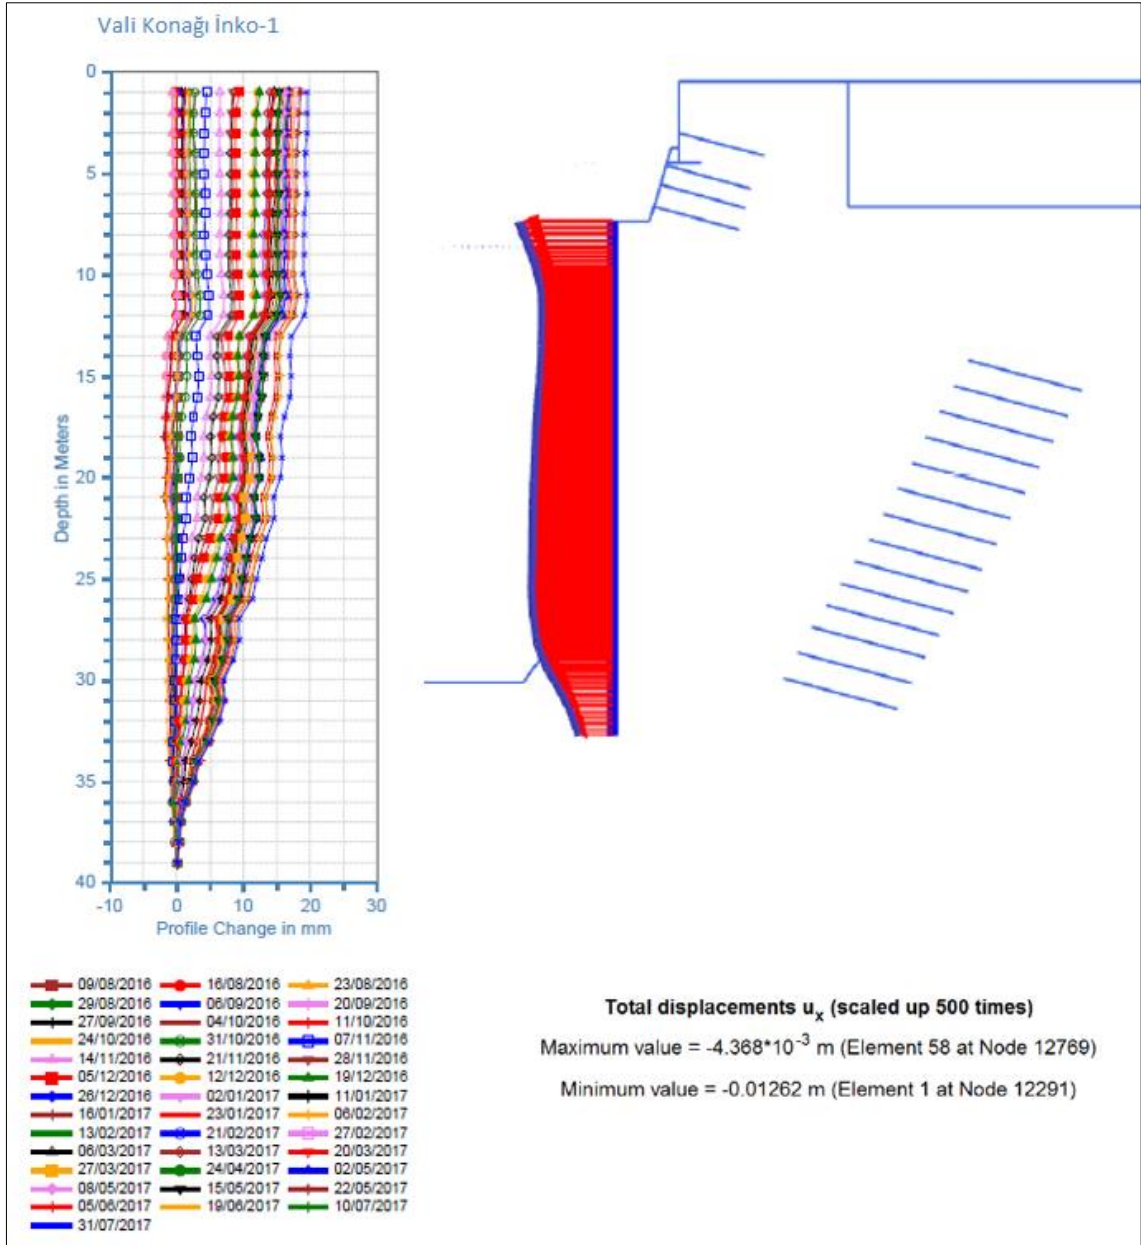 Vali Konağı İnko-1
0
5
10
15
20
25
30
35
40
Depth in Meters
-10 0 10 20 30
Profile Change in mm
09/08/2016 16/08/2016 23/08/2016
29/08/2016 06/09/2016 20/09/2016
27/09/2016 04/10/2016 11/10/2016
24/10/2016 31/10/2016 07/11/2016
14/11/2016 21/11/2016 28/11/2016
05/12/2016 12/12/2016 19/12/2016
26/12/2016 02/01/2017 11/01/2017
16/01/2017 23/01/2017 06/02/2017
13/02/2017 21/02/2017 27/02/2017
06/03/2017 13/03/2017 20/03/2017
27/03/2017 24/04/2017 02/05/2017
08/05/2017 15/05/2017 22/05/2017
05/06/2017 19/06/2017 10/07/2017
31/07/2017
Total displacements uₓ (scaled up 500 times)
Maximum value = -4.368*10⁻³ m (Element 58 at Node 12769)
Minimum value = -0.01262 m (Element 1 at Node 12291)